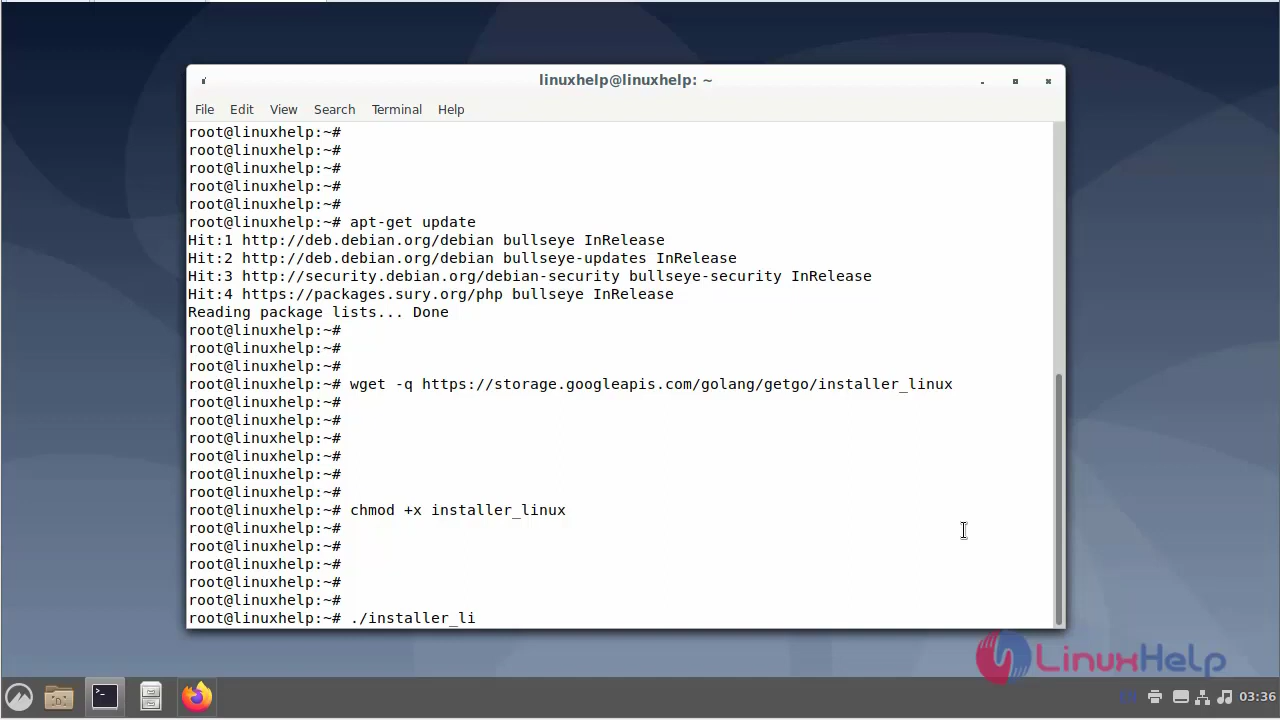 linuxhelp@linuxhelp: ~
File Edit View Search Terminal Help
root@linuxhelp:~#
root@linuxhelp:~#
root@linuxhelp:~#
root@linuxhelp:~#
root@linuxhelp:~#
root@linuxhelp:~# apt-get update
Hit:1 http://deb.debian.org/debian bullseye InRelease
Hit:2 http://deb.debian.org/debian bullseye-updates InRelease
Hit:3 http://security.debian.org/debian-security bullseye-security InRelease
Hit:4 https://packages.sury.org/php bullseye InRelease
Reading package lists... Done
root@linuxhelp:~#
root@linuxhelp:~#
root@linuxhelp:~#
root@linuxhelp:~# wget -q https://storage.googleapis.com/golang/getgo/installer_linux
root@linuxhelp:~#
root@linuxhelp:~#
root@linuxhelp:~#
root@linuxhelp:~#
root@linuxhelp:~#
root@linuxhelp:~#
root@linuxhelp:~# chmod +x installer_linux
root@linuxhelp:~#
root@linuxhelp:~#
root@linuxhelp:~#
root@linuxhelp:~#
root@linuxhelp:~#
root@linuxhelp:~# ./installer_li
LinuxHelp
03:36